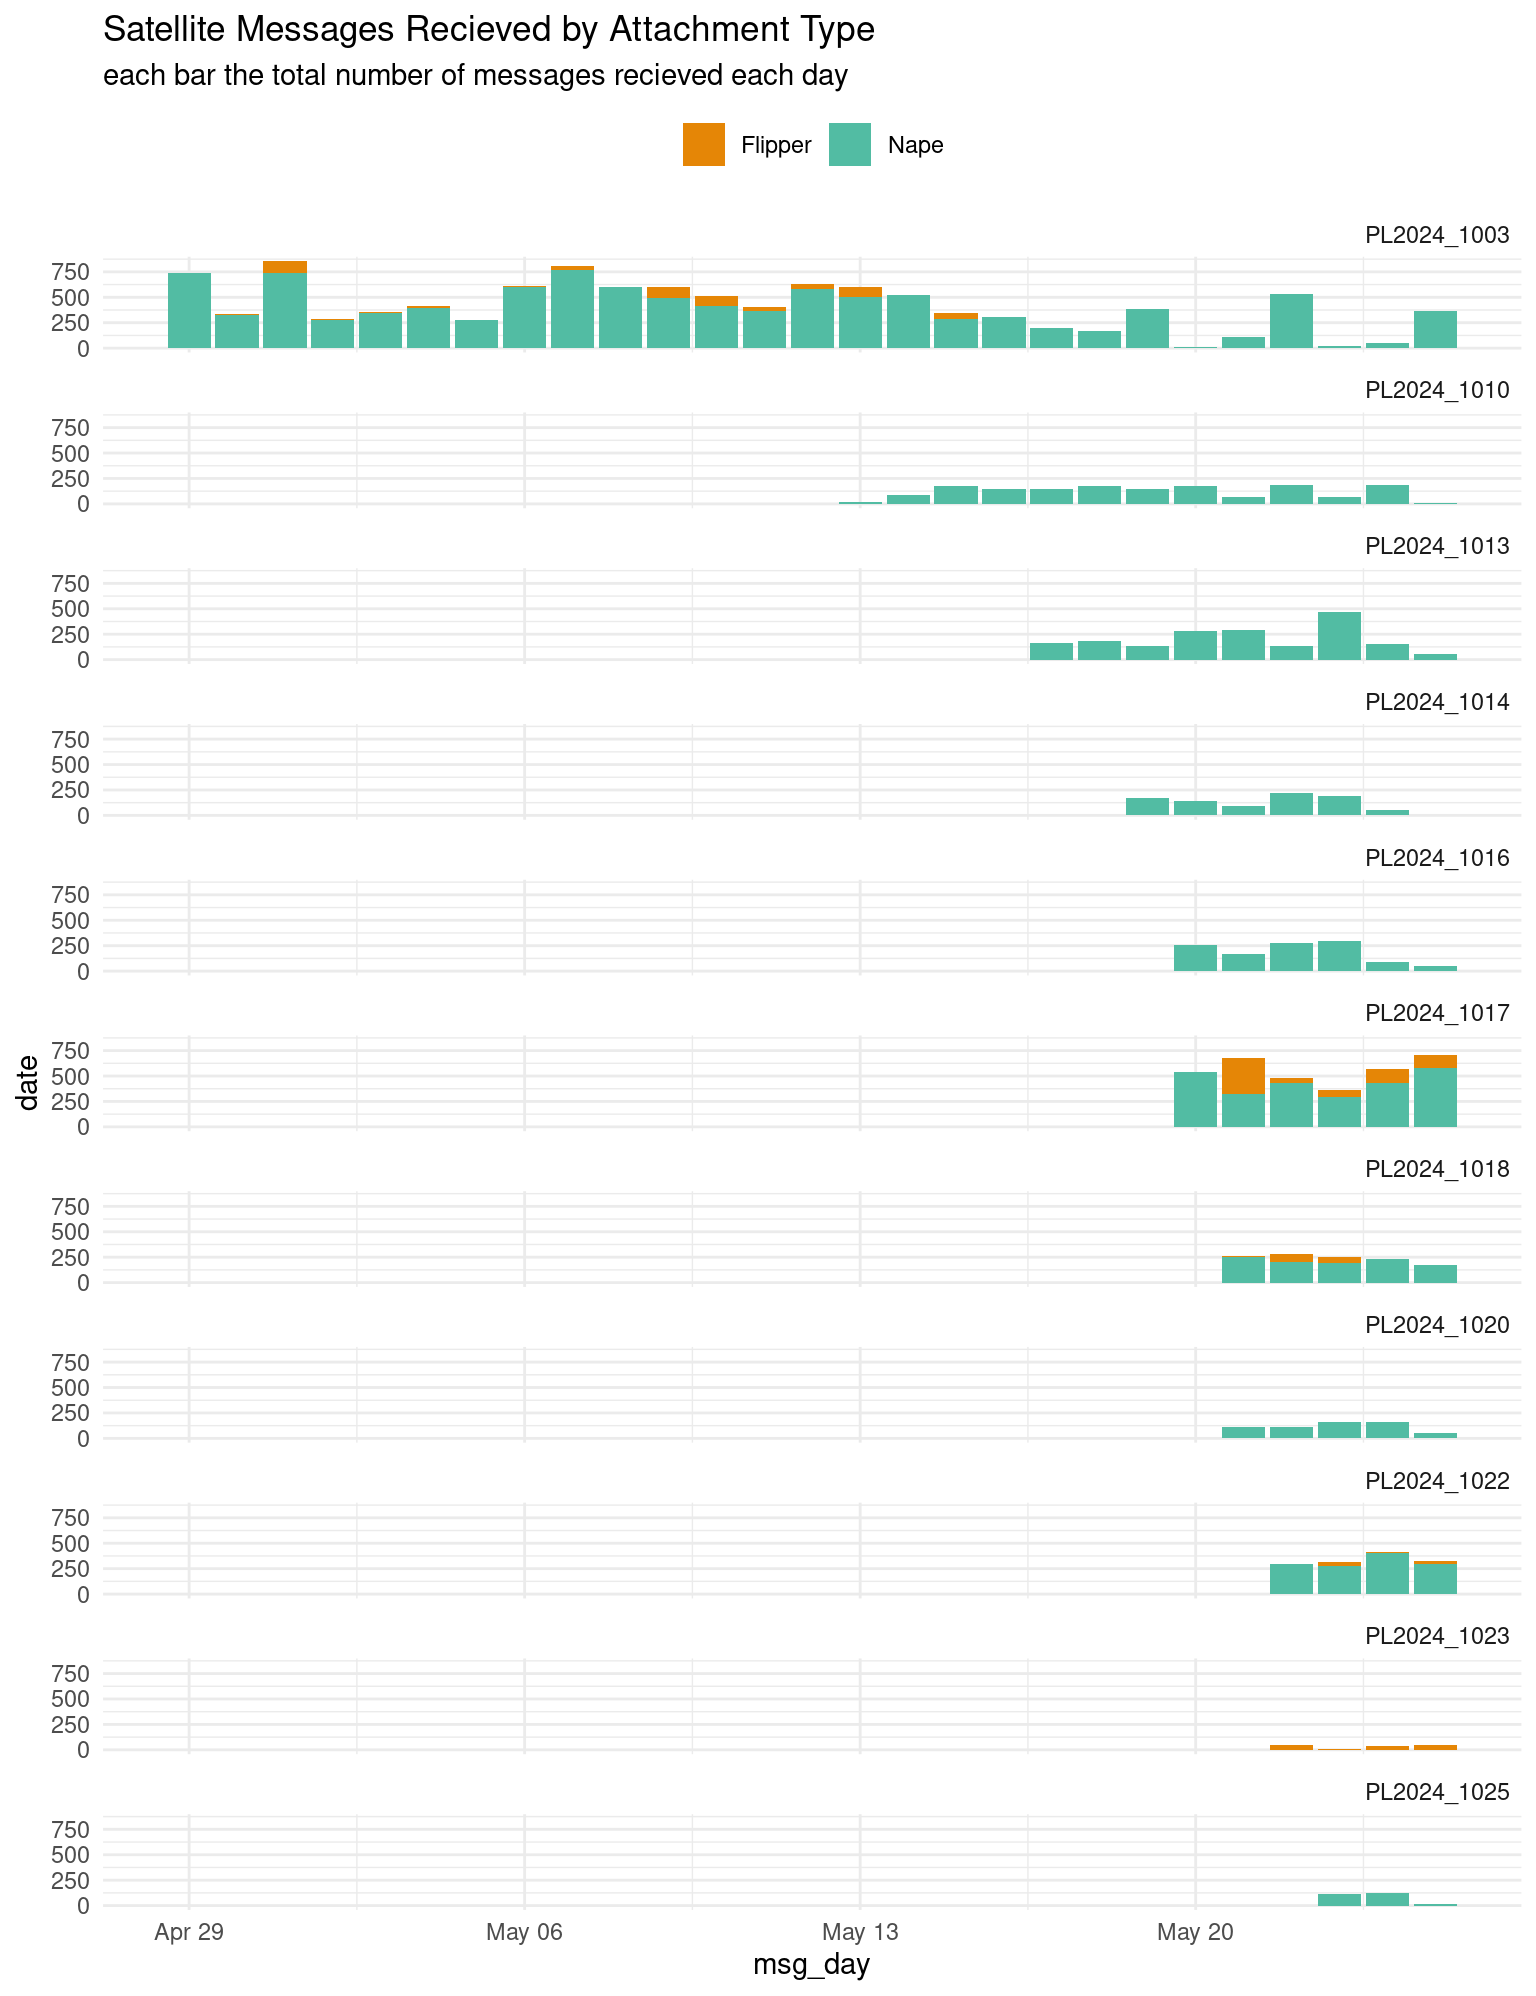 Satellite Messages Recieved by Attachment Type
each bar the total number of messages recieved each day
Flipper
Nape
PL2024_1003
750
500
250
0
PL2024_1010
750
500
250
0
PL2024_1013
750
500
250
0
PL2024_1014
750
500
250
0
PL2024_1016
750
500
250
0
PL2024_1017
750
500
250
0
date
PL2024_1018
750
500
250
0
PL2024_1020
750
500
250
0
PL2024_1022
750
500
250
0
PL2024_1023
750
500
250
0
PL2024_1025
750
500
250
0
Apr 29
May 06
May 13
May 20
msg_day